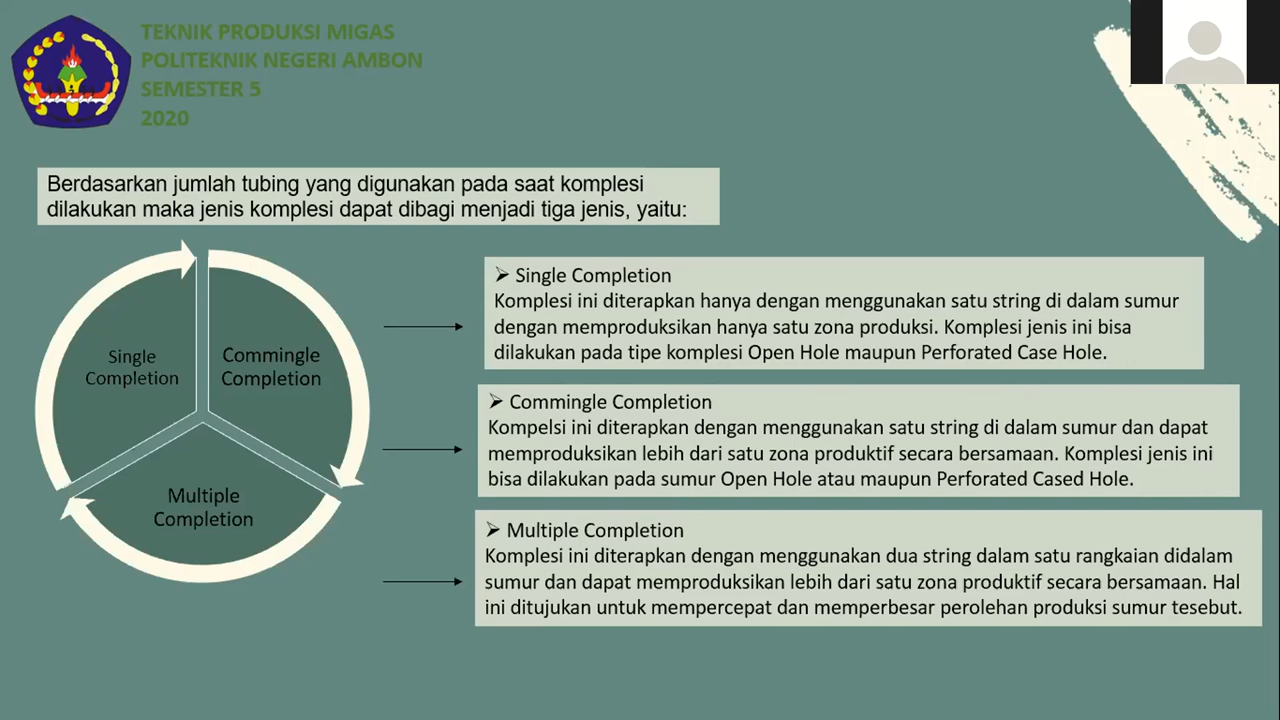 TEKNIK PRODUKSI MIGAS
POLITEKNIK NEGERI AMBON
SEMESTER 5
2020
Berdasarkan jumlah tubing yang digunakan pada saat komplesi
dilakukan maka jenis komplesi dapat dibagi menjadi tiga jenis, yaitu:
Single
Completion
Commingle
Completion
Multiple
Completion
➢ Single Completion
Komplesi ini diterapkan hanya dengan menggunakan satu string di dalam sumur
dengan memproduksikan hanya satu zona produksi. Komplesi jenis ini bisa
dilakukan pada tipe komplesi Open Hole maupun Perforated Case Hole.
➢ Commingle Completion
Kompelsi ini diterapkan dengan menggunakan satu string di dalam sumur dan dapat
memproduksikan lebih dari satu zona produktif secara bersamaan. Komplesi jenis ini
bisa dilakukan pada sumur Open Hole atau maupun Perforated Cased Hole.
➢ Multiple Completion
Komplesi ini diterapkan dengan menggunakan dua string dalam satu rangkaian didalam
sumur dan dapat memproduksikan lebih dari satu zona produktif secara bersamaan. Hal
ini ditujukan untuk mempercepat dan memperbesar perolehan produksi sumur tesebut.